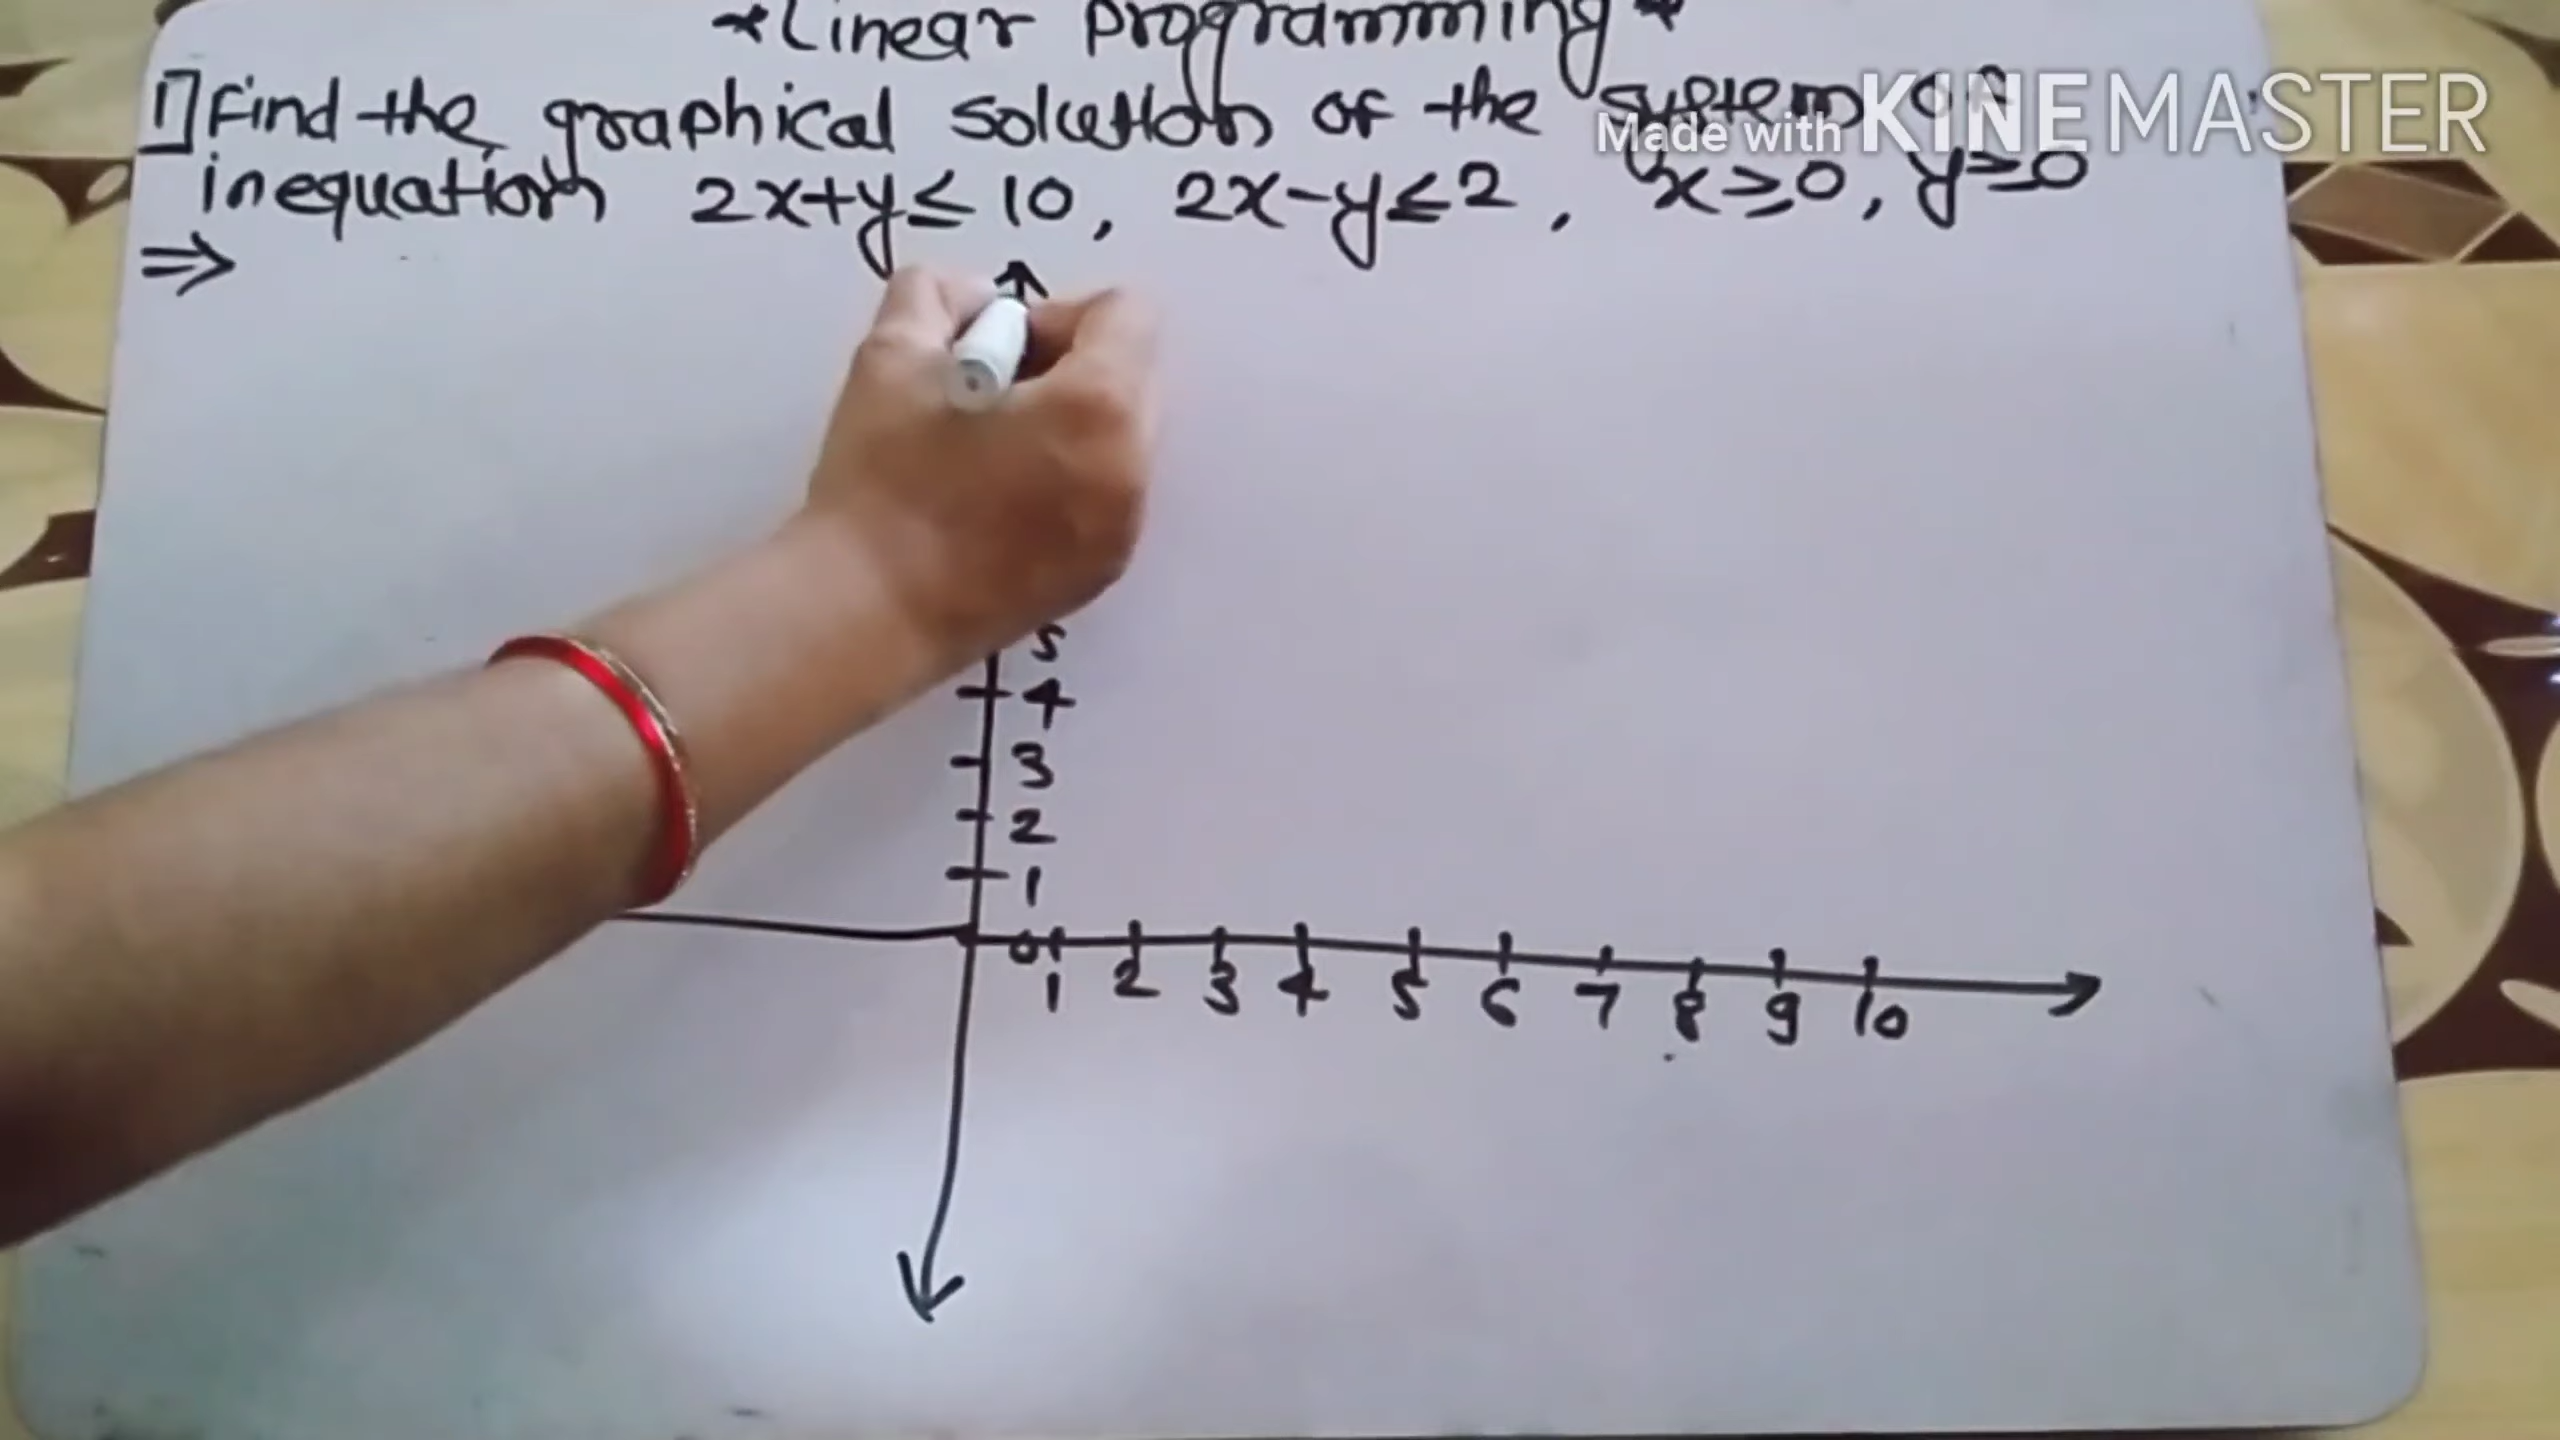 *Linear programming*
1] Find the graphical solution of the system of
inequation 2x+y≤10, 2x-y≤2, x≥0, y≥0
⇒
Made with KINEMASTER
5
4
3
2
1
0 1 2 3 4 5 6 7 8 9 10